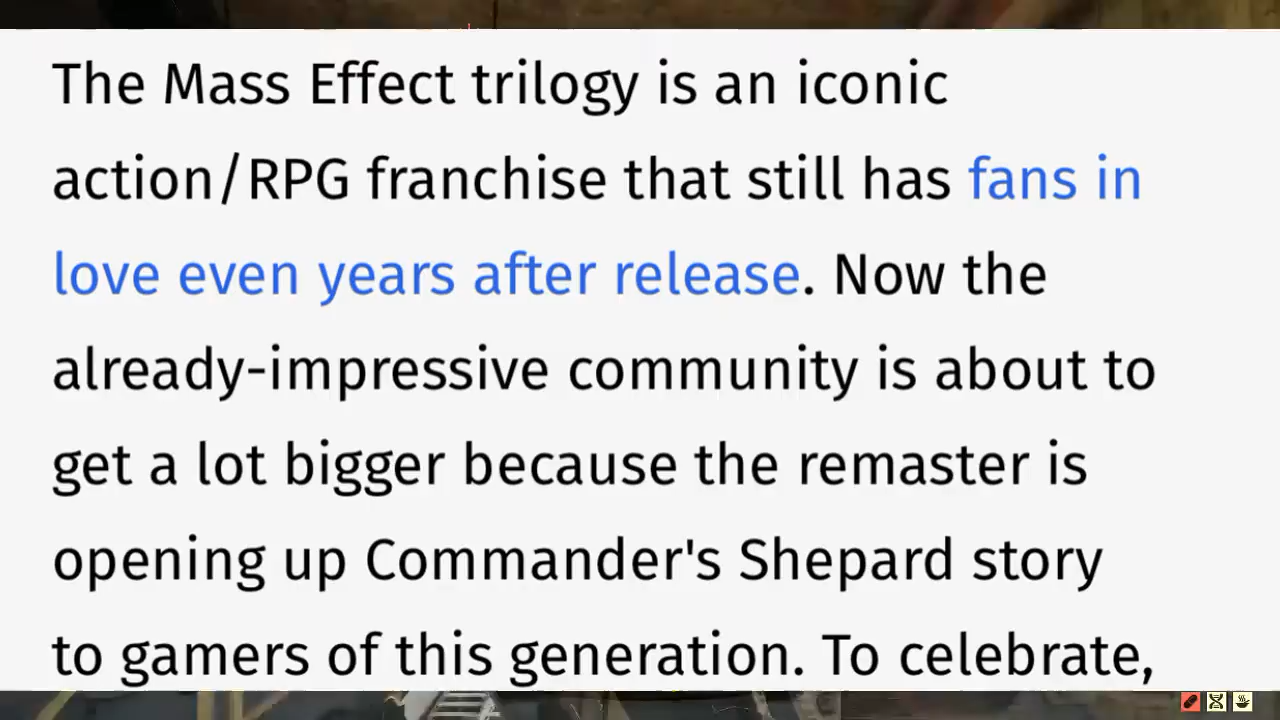 The Mass Effect trilogy is an iconic
action/RPG franchise that still has fans in
love even years after release. Now the
already-impressive community is about to
get a lot bigger because the remaster is
opening up Commander's Shepard story
to gamers of this generation. To celebrate,